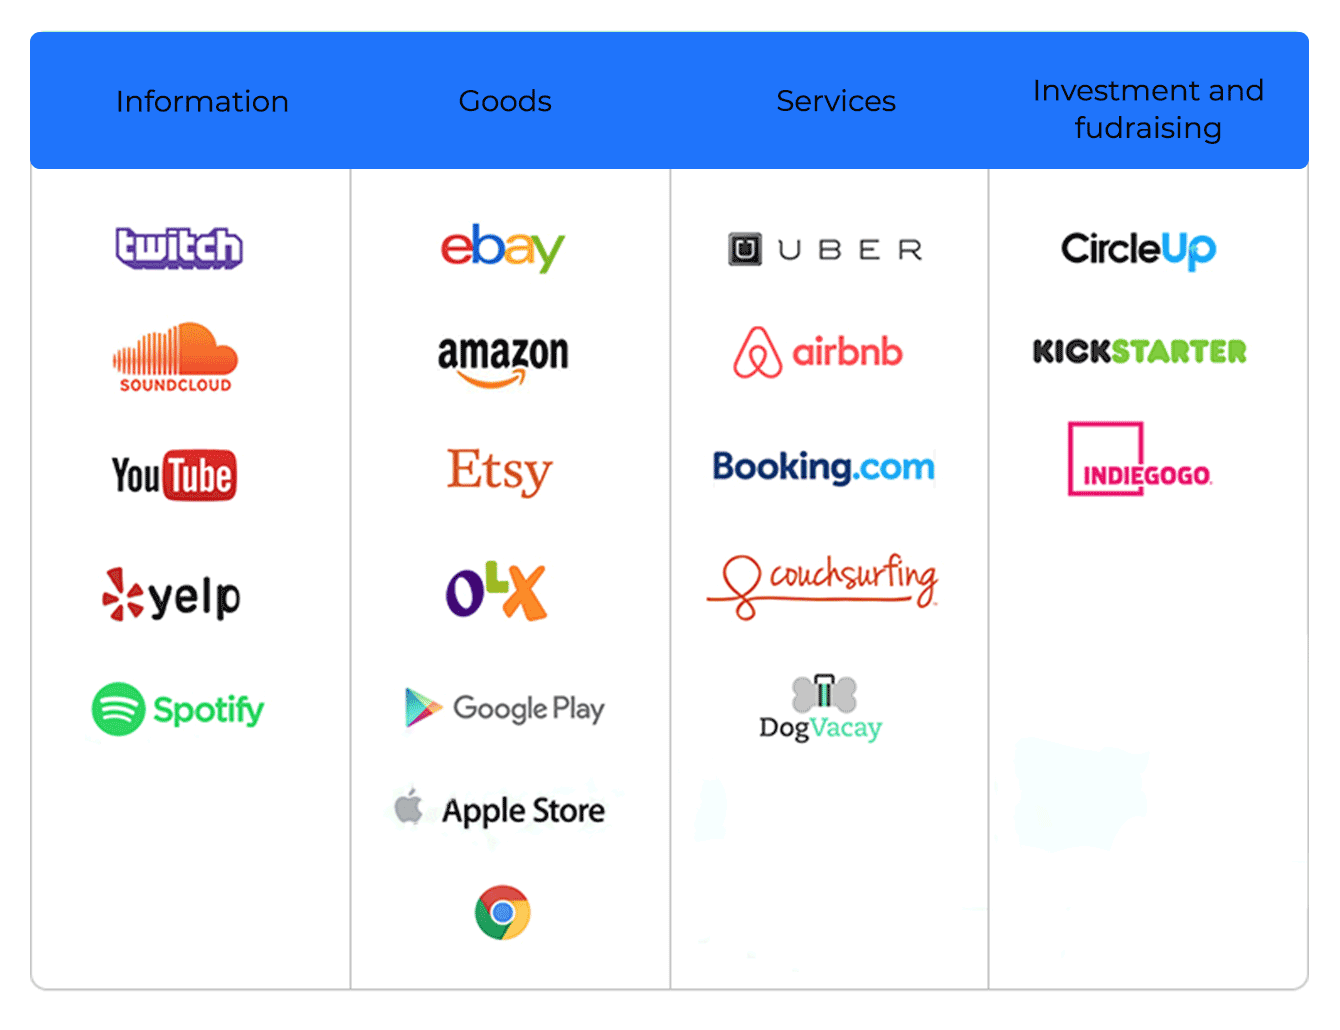 Information
Goods
Services
Investment and
fudraising
twitch
SOUNDCLOUD
YouTube
yelp
Spotify
ebay
amazon
Etsy
OLX
Google Play
Apple Store
U UBER
airbnb
Booking.com
couchsurfing
DogVacay
CircleUp
KICKSTARTER
INDIEGOGO